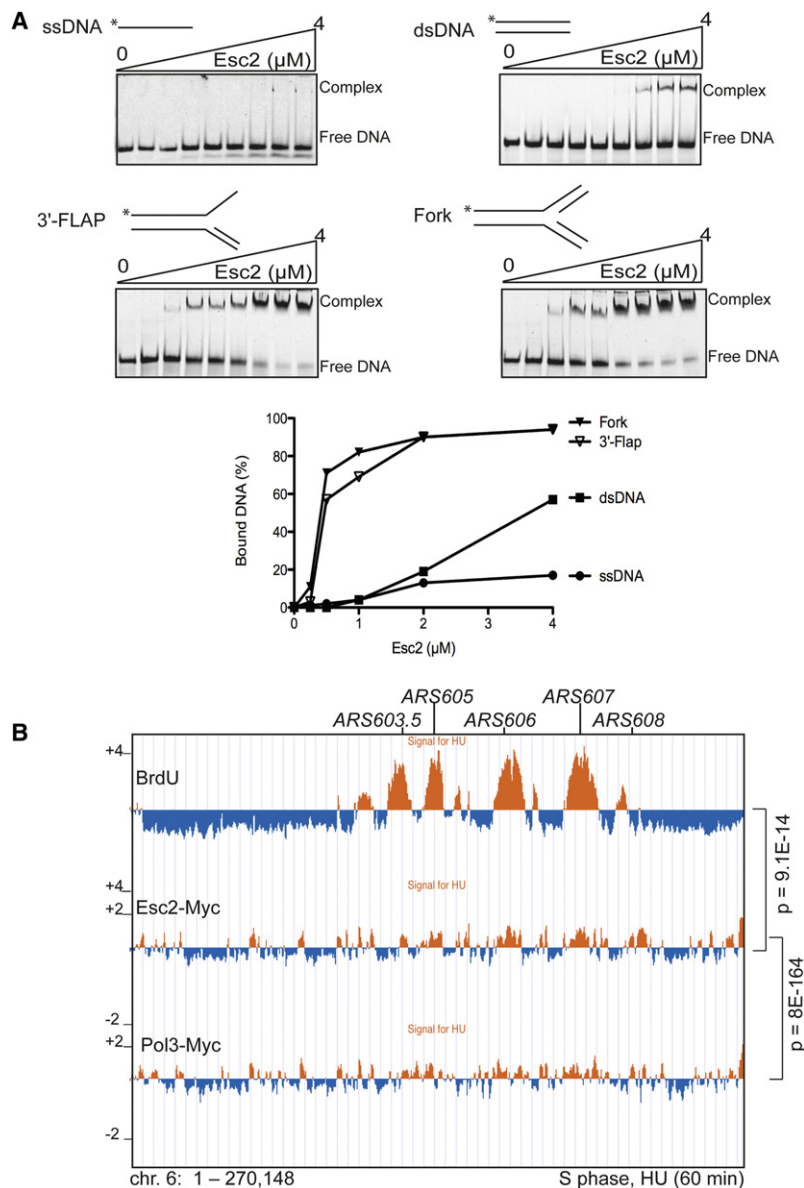 A
* ssDNA
0 4
Esc2 (µM)
Complex
Free DNA
dsDNA *
0 4
Esc2 (µM)
Complex
Free DNA
3'-FLAP *
0 4
Esc2 (µM)
Complex
Free DNA
Fork *
0 4
Esc2 (µM)
Complex
Free DNA
Bound DNA (%)
100
80
60
40
20
0
0 1 2 3 4
Esc2 (µM)
Fork
3'-Flap
dsDNA
ssDNA
B
ARS605 ARS607
ARS603.5 ARS606 ARS608
Signal for HU
+4
BrdU
Signal for HU
+4
+2
Esc2-Myc
-2
Signal for HU
+2
Pol3-Myc
-2
p = 9.1E-14
p = 8E-164
chr. 6: 1 – 270,148 S phase, HU (60 min)